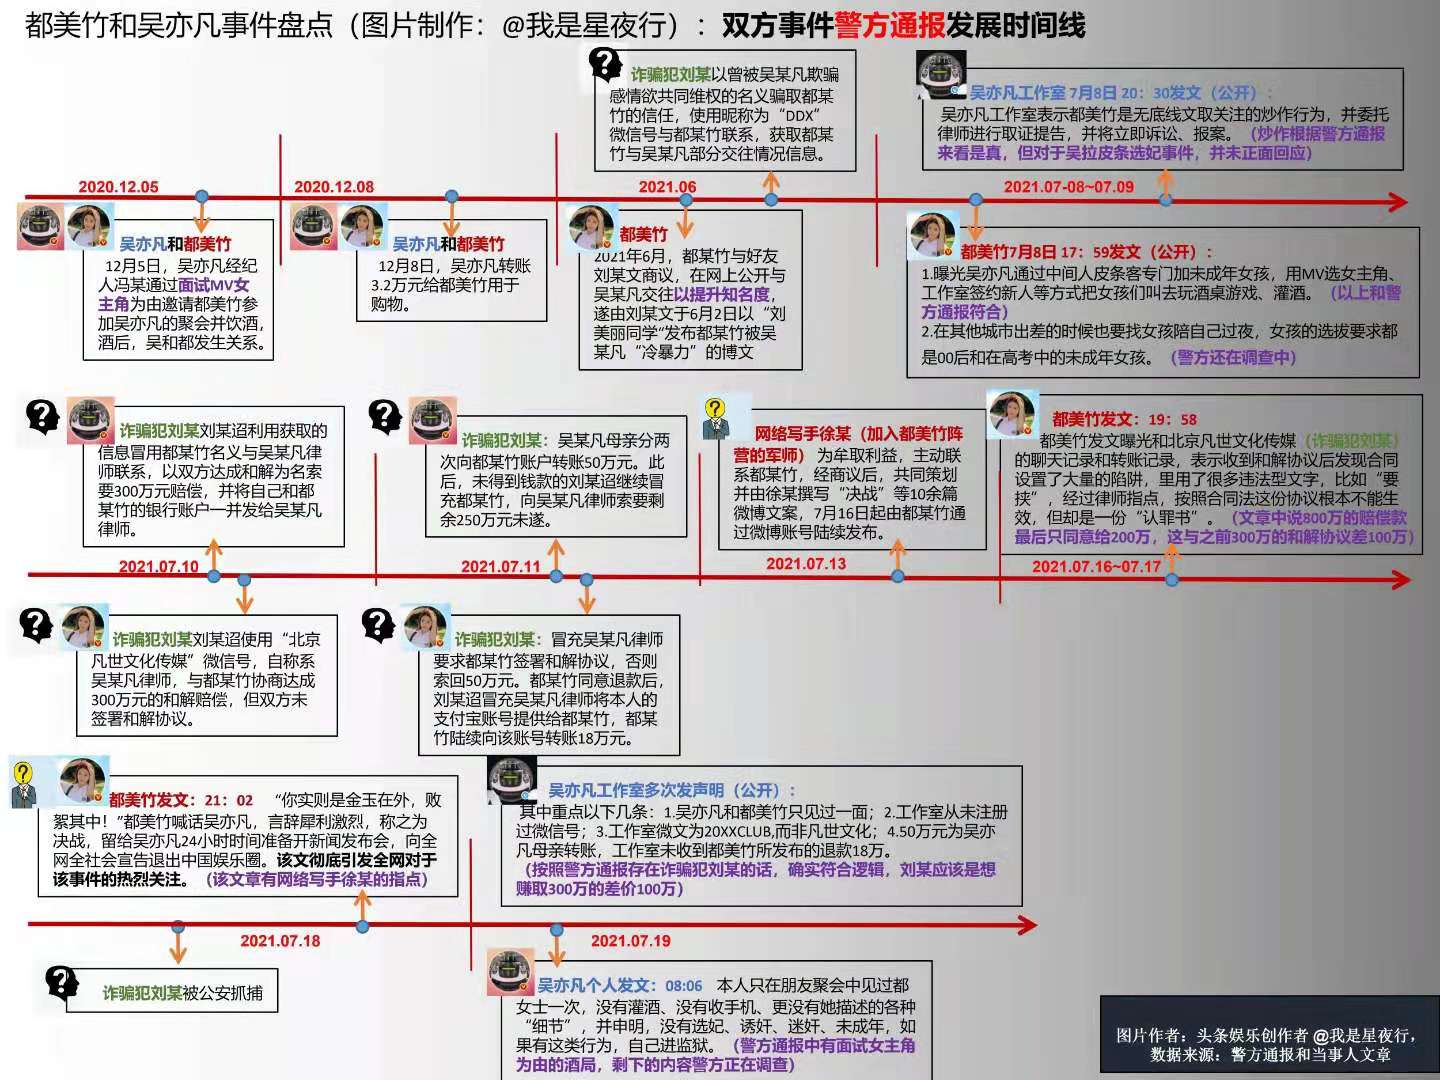 都美竹和吴亦凡事件盘点（图片制作：@我是星夜行）：双方事件警方通报发展时间线
2020.12.05
吴亦凡和都美竹
12月5日，吴亦凡经纪
人冯某通过面试MV女
主角为由邀请都美竹参
加吴亦凡的聚会并饮酒，
酒后，吴和都发生关系。
2020.12.08
吴亦凡和都美竹
12月8日，吴亦凡转账
3.2万元给都美竹用于
购物。
诈骗犯刘某以曾被吴某凡欺骗
感情欲共同维权的名义骗取都某
竹的信任，使用昵称为“DDX”
微信号与都某竹联系，获取都某
竹与吴某凡部分交往情况信息。
2021.06
都美竹
2021年6月，都某竹与好友
刘某文商议，在网上公开与
吴某凡交往以提升知名度，
遂由刘某文于6月2日以“刘
美丽同学“发布都某竹被吴
某凡“冷暴力”的博文
吴亦凡工作室 7月8日 20：30发文（公开）：
吴亦凡工作室表示都美竹是无底线文取关注的炒作行为，并委托
律师进行取证提告，并将立即诉讼、报案。（炒作根据警方通报
来看是真，但对于吴拉皮条选妃事件，并未正面回应）
2021.07-08~07.09
都美竹7月8日 17：59发文（公开）：
1.曝光吴亦凡通过中间人皮条客专门加未成年女孩，用MV选女主角、
工作室签约新人等方式把女孩们叫去玩酒桌游戏、灌酒。（以上和警
方通报符合）
2.在其他城市出差的时候也要找女孩陪自己过夜，女孩的选拔要求都
是00后和在高考中的未成年女孩。（警方还在调查中）
诈骗犯刘某刘某迢利用获取的
信息冒用都某竹名义与吴某凡律
师联系，以双方达成和解为名索
要300万元赔偿，并将自己和都
某竹的银行账户一并发给吴某凡
律师。
2021.07.10
诈骗犯刘某刘某迢使用“北京
凡世文化传媒”微信号，自称系
吴某凡律师，与都某竹协商达成
300万元的和解赔偿，但双方未
签署和解协议。
诈骗犯刘某：吴某凡母亲分两
次向都某竹账户转账50万元。此
后，未得到钱款的刘某迢继续冒
充都某竹，向吴某凡律师索要剩
余250万元未遂。
2021.07.11
诈骗犯刘某：冒充吴某凡律师
要求都某竹签署和解协议，否则
索回50万元。都某竹同意退款后，
刘某迢冒充吴某凡律师将本人的
支付宝账号提供给都某竹，都某
竹陆续向该账号转账18万元。
网络写手徐某（加入都美竹阵
营的军师）为牟取利益，主动联
系都某竹，经商议后，共同策划
并由徐某撰写“决战”等10余篇
微博文案，7月16日起由都某竹通
过微博账号陆续发布。
2021.07.13
都美竹发文：19：58
都美竹发文曝光和北京凡世文化传媒（诈骗犯刘某）
的聊天记录和转账记录，表示收到和解协议后发现合同
设置了大量的陷阱，里用了很多违法型文字，比如“要
挟”，经过律师指点，按照合同法这份协议根本不能生
效，但却是一份“认罪书”。（文章中说800万的赔偿款
最后只同意给200万，这与之前300万的和解协议差100万）
2021.07.16~07.17
都美竹发文：21：02 “你实则是金玉在外，败
絮其中！“都美竹喊话吴亦凡，言辞犀利激烈，称之为
决战，留给吴亦凡24小时时间准备开新闻发布会，向全
网全社会宣告退出中国娱乐圈。该文彻底引发全网对于
该事件的热烈关注。（该文章有网络写手徐某的指点）
2021.07.18
诈骗犯刘某被公安抓捕
吴亦凡工作室多次发声明（公开）：
其中重点以下几条：1.吴亦凡和都美竹只见过一面；2.工作室从未注册
过微信号；3.工作室微文为20XXCLUB,而非凡世文化；4.50万元为吴亦
凡母亲转账，工作室未收到都美竹所发布的退款18万。
（按照警方通报存在诈骗犯刘某的话，确实符合逻辑，刘某应该是想
赚取300万的差价100万）
2021.07.19
吴亦凡个人发文：08:06 本人只在朋友聚会中见过都
女士一次，没有灌酒、没有收手机、更没有她描述的各种
“细节”，并申明，没有选妃、诱奸、迷奸、未成年，如
果有这类行为，自己进监狱。（警方通报中有面试女主角
为由的酒局，剩下的内容警方正在调查）
图片作者：头条娱乐创作者 @我是星夜行，
数据来源：警方通报和当事人文章